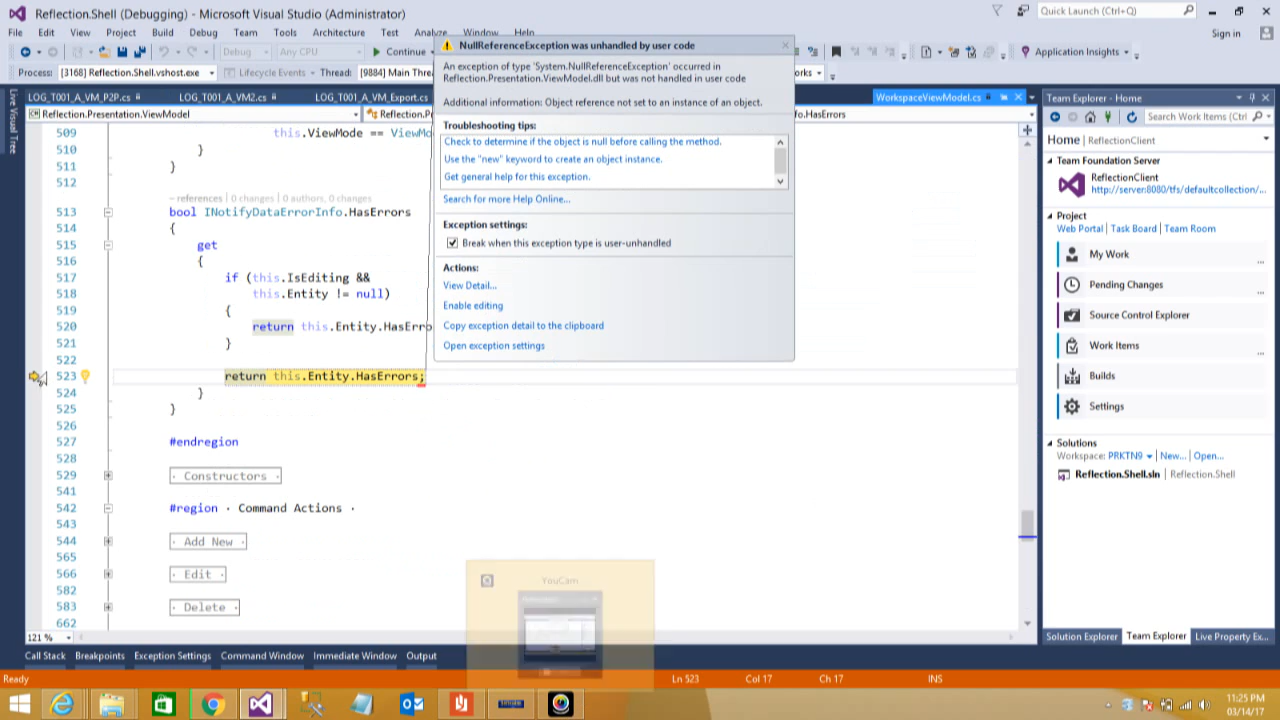 Reflection.Shell (Debugging) - Microsoft Visual Studio (Administrator)
Quick Launch (Ctrl+Q)
File Edit View Project Build Debug Team Tools Architecture Test Analyze Window Help
Sign in
Debug Any CPU Continue
Application Insights
Process: [3168] Reflection.Shell.vshost.exe Lifecycle Events Thread: [9884] Main Threa
LOG_T001_A_VM_P2P.cs LOG_T001_A_VM2.cs LOG_T001_A_VM_Export.cs WorkspaceViewModel.cs
Reflection.Presentation.ViewModel
Reflection.Pr
fo.HasErrors
Live Visual Tree
509 this.ViewMode == ViewMo
510 }
511 }
512
- references | 0 changes | 0 authors, 0 changes
513 bool INotifyDataErrorInfo.HasErrors
514 {
515 get
516 {
517 if (this.IsEditing &&
518 this.Entity != null)
519 {
520 return this.Entity.HasErro
521 }
522
523 return this.Entity.HasErrors;
524 }
525 }
526
527 #endregion
528
529 Constructors
541
542 #region · Command Actions ·
543
544 Add New
565
566 Edit
582
583 Delete
662
121 %
NullReferenceException was unhandled by user code
An exception of type 'System.NullReferenceException' occurred in
Reflection.Presentation.ViewModel.dll but was not handled in user code
Additional information: Object reference not set to an instance of an object.
Troubleshooting tips:
Check to determine if the object is null before calling the method.
Use the "new" keyword to create an object instance.
Get general help for this exception.
Search for more Help Online...
Exception settings:
Break when this exception type is user-unhandled
Actions:
View Detail...
Enable editing
Copy exception detail to the clipboard
Open exception settings
YouCam
Team Explorer - Home
Search Work Items (Ctrl
Home | ReflectionClient
Team Foundation Server
ReflectionClient
http://server:8080/tfs/defaultcollection/...
Project
Web Portal | Task Board | Team Room
My Work
Pending Changes
Source Control Explorer
Work Items
Builds
Settings
Solutions
Workspace: PRKTN9 | New... | Open...
Reflection.Shell.sln | Reflection.Shell
Solution Explorer Team Explorer Live Property Ex...
Call Stack Breakpoints Exception Settings Command Window Immediate Window Output
Ready Ln 523 Col 17 Ch 17 INS
11:25 PM
03/14/17